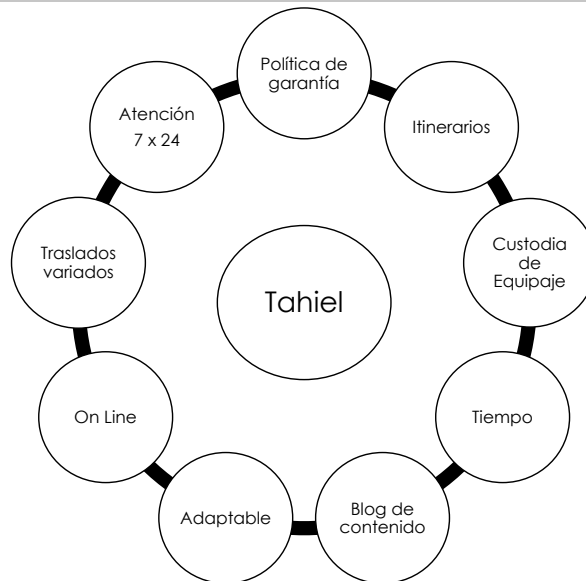 Política de
garantía
Itinerarios
Custodia
de
Equipaje
Tiempo
Blog de
contenido
Adaptable
On Line
Traslados
variados
Atención
7 x 24
Tahiel